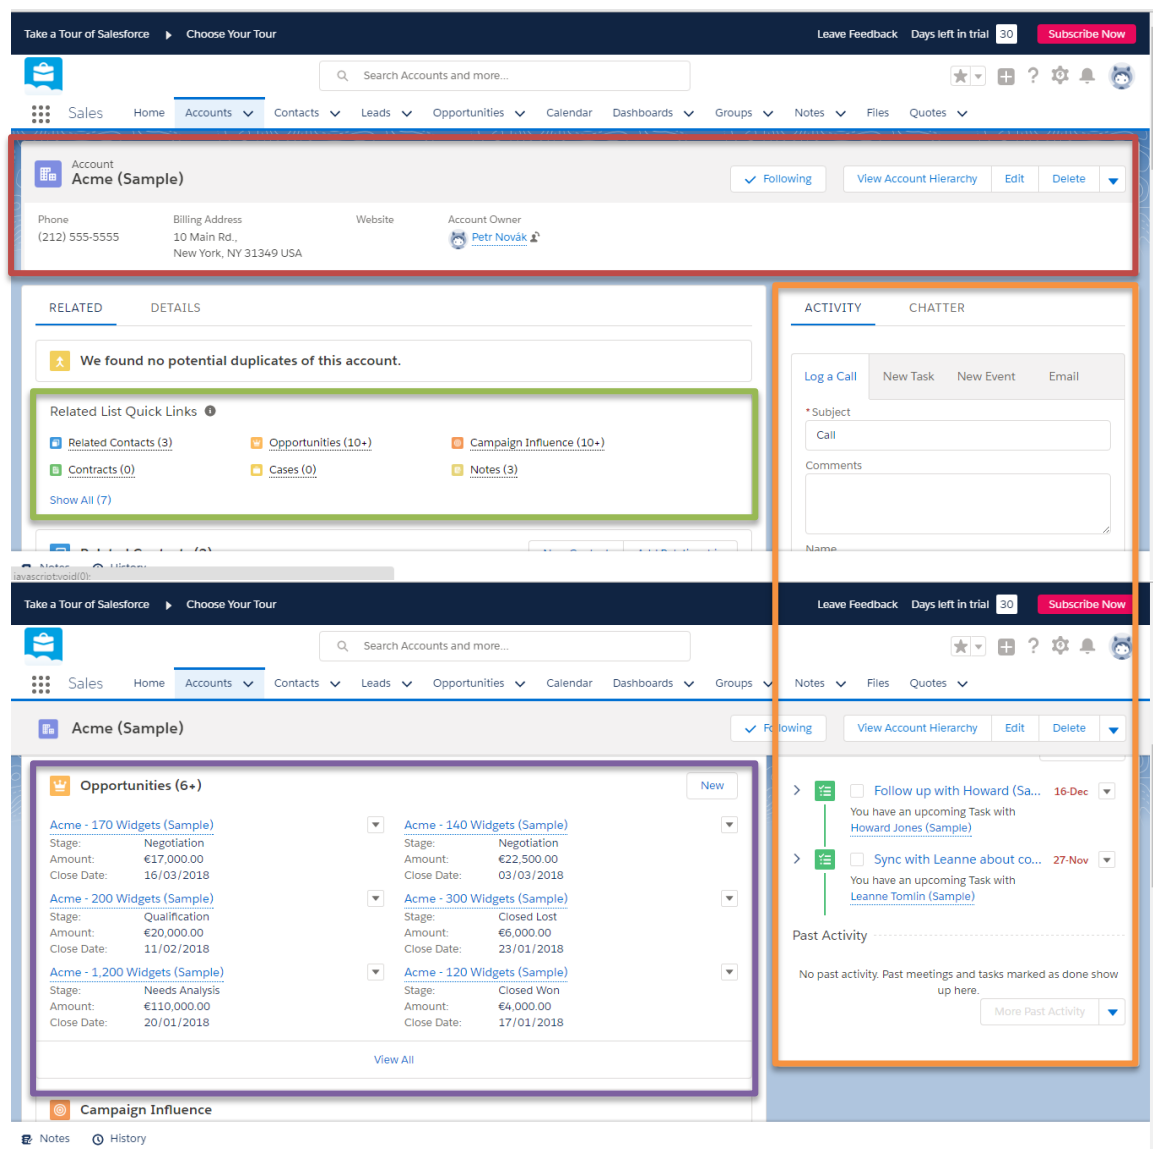 Take a Tour of Salesforce Choose Your Tour Leave Feedback Days left in trial 30 Subscribe Now
Search Accounts and more...
Sales Home Accounts Contacts Leads Opportunities Calendar Dashboards Groups Notes Files Quotes
Account
Acme (Sample) Following View Account Hierarchy Edit Delete
Phone Billing Address Website Account Owner
(212) 555-5555 10 Main Rd., Petr Novák
New York, NY 31349 USA
RELATED DETAILS
We found no potential duplicates of this account.
Related List Quick Links
Related Contacts (3) Opportunities (10+) Campaign Influence (10+)
Contracts (0) Cases (0) Notes (3)
Show All (7)
ACTIVITY CHATTER
Log a Call New Task New Event Email
*Subject
Call
Comments
Name
Notes History
javascript:void(0);
Take a Tour of Salesforce Choose Your Tour Leave Feedback Days left in trial 30 Subscribe Now
Search Accounts and more...
Sales Home Accounts Contacts Leads Opportunities Calendar Dashboards Groups Notes Files Quotes
Acme (Sample) Following View Account Hierarchy Edit Delete
Opportunities (6+) New
Acme - 170 Widgets (Sample) Acme - 140 Widgets (Sample)
Stage: Negotiation Stage: Negotiation
Amount: €17,000.00 Amount: €22,500.00
Close Date: 16/03/2018 Close Date: 03/03/2018
Acme - 200 Widgets (Sample) Acme - 300 Widgets (Sample)
Stage: Qualification Stage: Closed Lost
Amount: €20,000.00 Amount: €6,000.00
Close Date: 11/02/2018 Close Date: 23/01/2018
Acme - 1,200 Widgets (Sample) Acme - 120 Widgets (Sample)
Stage: Needs Analysis Stage: Closed Won
Amount: €110,000.00 Amount: €4,000.00
Close Date: 20/01/2018 Close Date: 17/01/2018
View All
Campaign Influence
Follow up with Howard (Sa... 16-Dec
You have an upcoming Task with
Howard Jones (Sample)
Sync with Leanne about co... 27-Nov
You have an upcoming Task with
Leanne Tomlin (Sample)
Past Activity
No past activity. Past meetings and tasks marked as done show
up here.
More Past Activity
Notes History